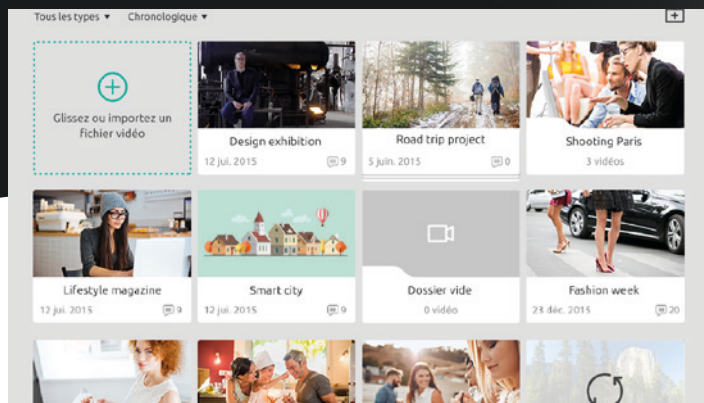 Tous les types ▾ Chronologique ▾
Glissez ou importez un
fichier vidéo
Design exhibition
12 jui. 2015 9
Road trip project
5 juin. 2015 0
Shooting Paris
3 vidéos
Lifestyle magazine
12 jui. 2015 9
Smart city
12 jui. 2015 9
Dossier vide
0 vidéo
Fashion week
23 déc. 2015 20